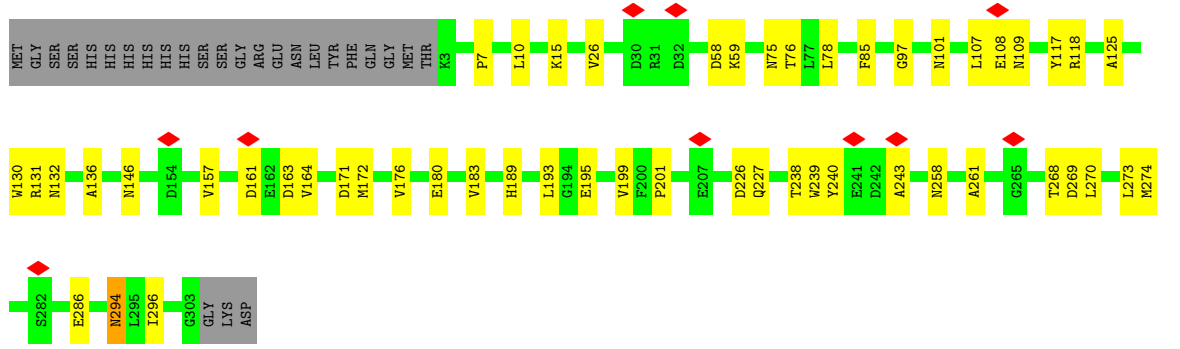 MET GLY SER SER HIS HIS HIS HIS HIS HIS SER SER GLY ARG GLU ASN LEU TYR PHE GLN GLY MET THR K3 P7 L10 K15 V26 D30 R31 D32 D58 K59 N75 T76 L77 L78 F85 G97 N101 L107 E108 N109 Y117 R118 A125
W130 R131 N132 A136 N146 D154 V157 D161 E162 D163 V164 D171 M172 V176 E180 V183 H189 L193 G194 E195 V199 F200 P201 E207 D226 Q227 T238 W239 Y240 E241 D242 A243 N258 A261 G265 T268 D269 L270 L273 M274
S282 E286 N294 L295 I296 G303 GLY LYS ASP